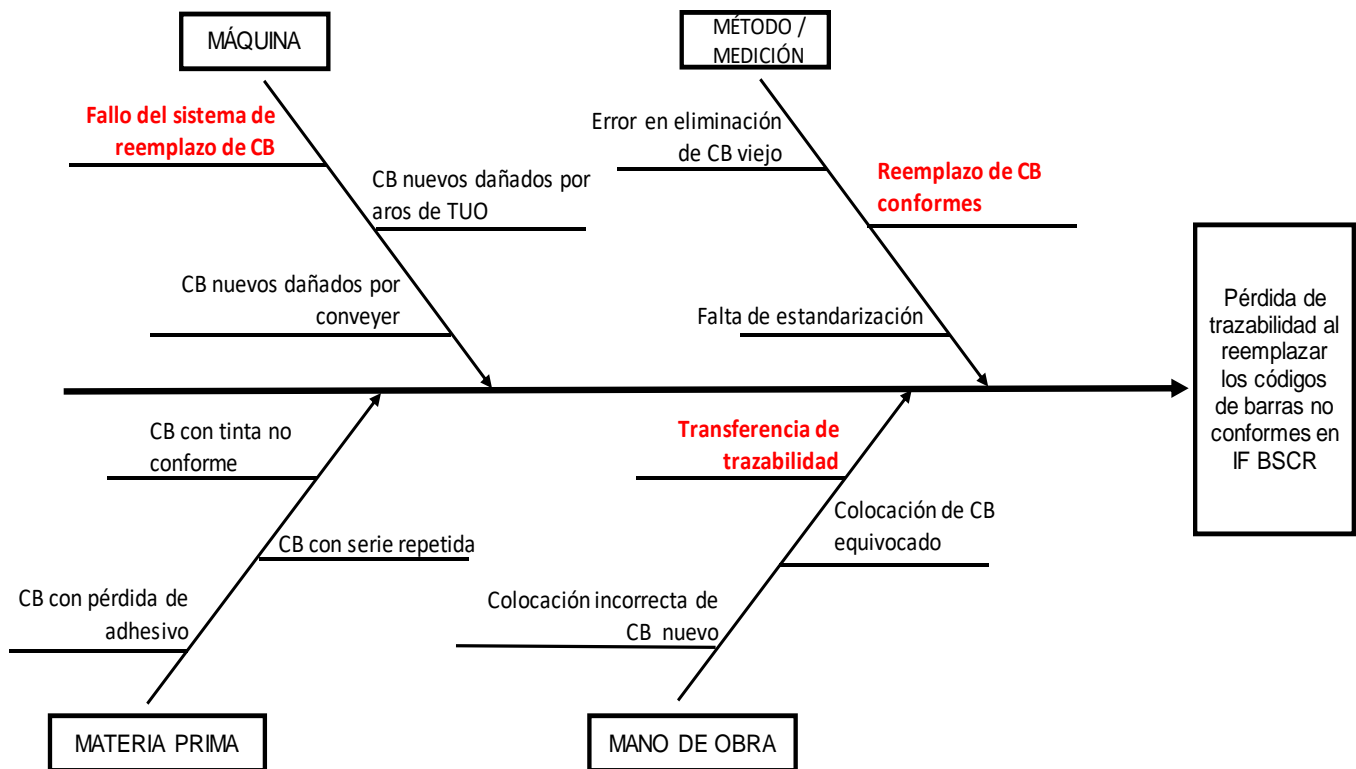 MÁQUINA
MÉTODO /
MEDICIÓN
Fallo del sistema de
reemplazo de CB
Error en eliminación
de CB viejo
CB nuevos dañados por
aros de TUO
Reemplazo de CB
conformes
CB nuevos dañados por
conveyer
Falta de estandarización
Pérdida de
trazabilidad al
reemplazar
los códigos
de barras no
conformes en
IF BSCR
CB con tinta no
conforme
Transferencia de
trazabilidad
CB con serie repetida
Colocación de CB
equivocado
CB con pérdida de
adhesivo
Colocación incorrecta de
CB nuevo
MATERIA PRIMA
MANO DE OBRA